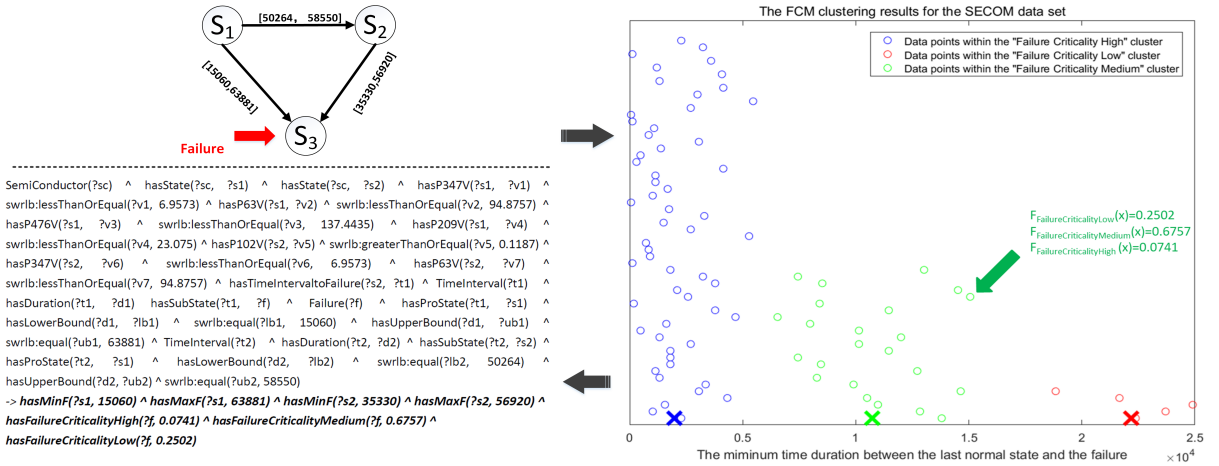 S1
[50264, 58550]
S2
[15060,63881]
[35330,56920]
S3
Failure
SemiConductor(?sc) ^ hasState(?sc, ?s1) ^ hasState(?sc, ?s2) ^ hasP347V(?s1, ?v1) ^
swrlb:lessThanOrEqual(?v1, 6.9573) ^ hasP63V(?s1, ?v2) ^ swrlb:lessThanOrEqual(?v2, 94.8757) ^
hasP476V(?s1, ?v3) ^ swrlb:lessThanOrEqual(?v3, 137.4435) ^ hasP209V(?s1, ?v4) ^
swrlb:lessThanOrEqual(?v4, 23.075) ^ hasP102V(?s2, ?v5) ^ swrlb:greaterThanOrEqual(?v5, 0.1187) ^
hasP347V(?s2, ?v6) ^ swrlb:lessThanOrEqual(?v6, 6.9573) ^ hasP63V(?s2, ?v7) ^
swrlb:lessThanOrEqual(?v7, 94.8757) ^ hasTimeIntervaltoFailure(?s2, ?t1) ^ TimeInterval(?t1) ^
hasDuration(?t1, ?d1) hasSubState(?t1, ?f) ^ Failure(?f) ^ hasProState(?t1, ?s1) ^
hasLowerBound(?d1, ?lb1) ^ swrlb:equal(?lb1, 15060) ^ hasUpperBound(?d1, ?ub1) ^
swrlb:equal(?ub1, 63881) ^ TimeInterval(?t2) ^ hasDuration(?t2, ?d2) ^ hasSubState(?t2, ?s2) ^
hasProState(?t2, ?s1) ^ hasLowerBound(?d2, ?lb2) ^ swrlb:equal(?lb2, 50264) ^
hasUpperBound(?d2, ?ub2) ^ swrlb:equal(?ub2, 58550)
-> hasMinF(?s1, 15060) ^ hasMaxF(?s1, 63881) ^ hasMinF(?s2, 35330) ^ hasMaxF(?s2, 56920) ^
hasFailureCriticalityHigh(?f, 0.0741) ^ hasFailureCriticalityMedium(?f, 0.6757) ^
hasFailureCriticalityLow(?f, 0.2502)
The FCM clustering results for the SECOM data set
Data points within the "Failure Criticality High" cluster
Data points within the "Failure Criticality Low" cluster
Data points within the "Failure Criticality Medium" cluster
FFailureCriticalityLow(x)=0.2502
FFailureCriticalityMedium(x)=0.6757
FFailureCriticalityHigh (x)=0.0741
0 0.5 1 1.5 2 2.5
The miminum time duration between the last normal state and the failure
×10^4